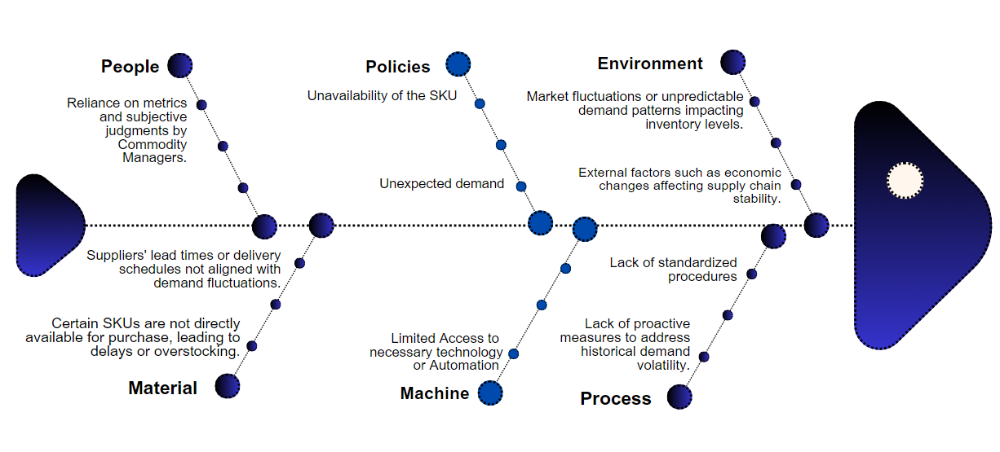 People
Reliance on metrics
and subjective
judgments by
Commodity
Managers.
Policies
Unavailability of the SKU
Unexpected demand
Environment
Market fluctuations or unpredictable
demand patterns impacting
inventory levels.
External factors such as economic
changes affecting supply chain
stability.
Suppliers' lead times or delivery
schedules not aligned with
demand fluctuations.
Certain SKUs are not directly
available for purchase, leading to
delays or overstocking.
Material
Limited Access to
necessary technology
or Automation
Machine
Lack of standardized
procedures
Lack of proactive
measures to address
historical demand
volatility.
Process